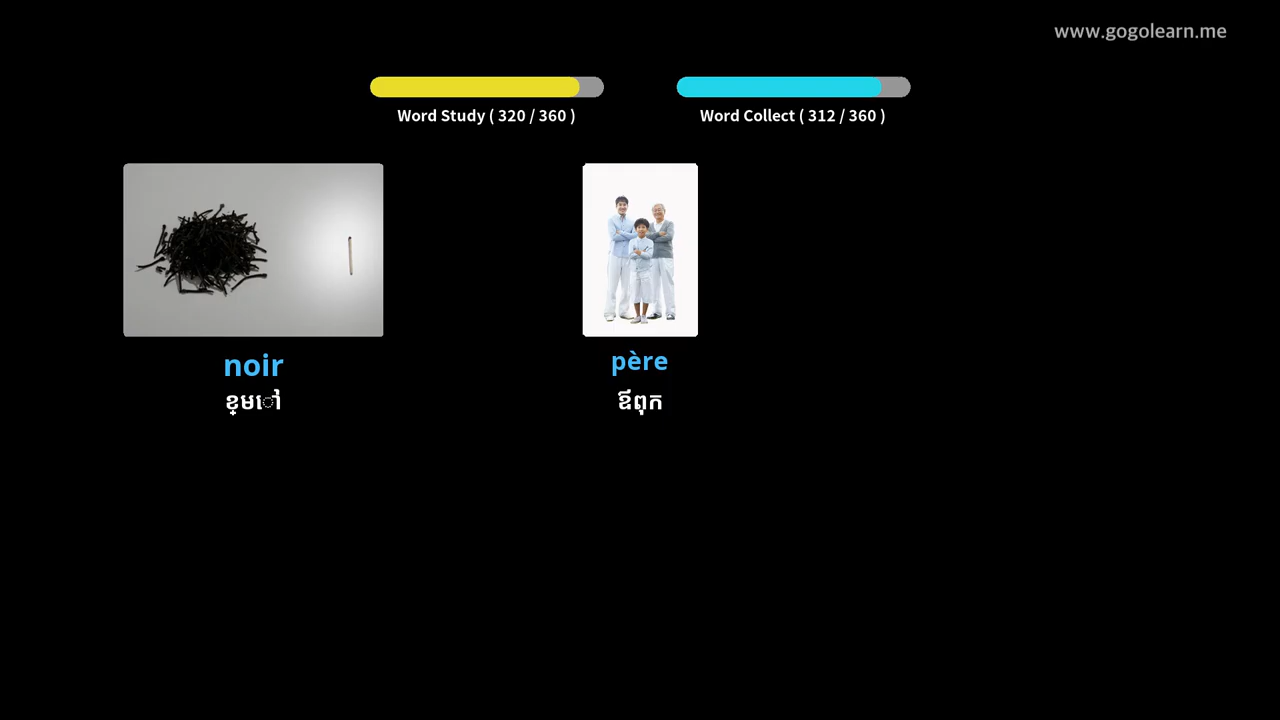 www.gogolearn.me
Word Study ( 320 / 360 )
Word Collect ( 312 / 360 )
noir
père
ខ្មៅ
ឪពុក